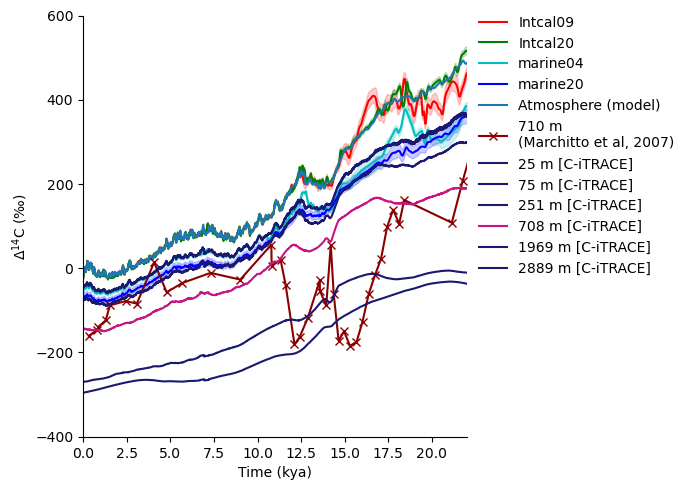 600
400
200
0
−200
−400
Δ¹⁴C (‰)
0.0 2.5 5.0 7.5 10.0 12.5 15.0 17.5 20.0
Time (kya)
Intcal09
Intcal20
marine04
marine20
Atmosphere (model)
710 m
(Marchitto et al, 2007)
25 m [C-iTRACE]
75 m [C-iTRACE]
251 m [C-iTRACE]
708 m [C-iTRACE]
1969 m [C-iTRACE]
2889 m [C-iTRACE]